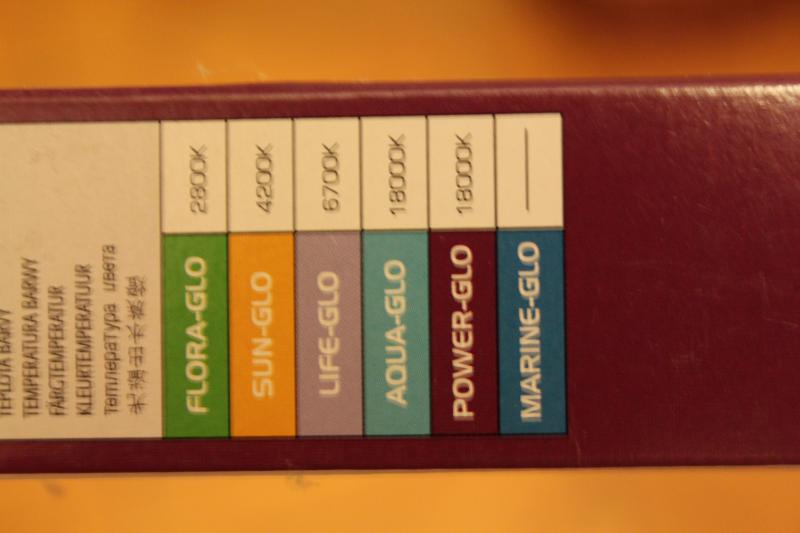 TEPLOTA BARVY
TEMPERATURA BARWY
FÄRGTEMPERATUR
KLEURTEMPERATUUR
Температура цвета
FLORA-GLO 2800K
SUN-GLO 4200K
LIFE-GLO 6700K
AQUA-GLO 18000K
POWER-GLO 18000K
MARINE-GLO —